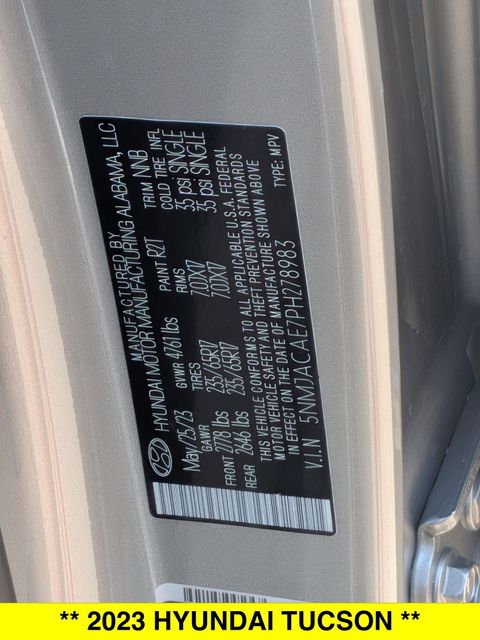 MANUFACTURED BY
HYUNDAI MOTOR MANUFACTURING ALABAMA, LLC
May/25/23 GVWR 4761 lbs PAINT R2T TRIM NNB
GAWR TIRES RIMS COLD TIRE INFL
FRONT 2778 lbs 235/65R17 7.0JX17 35 psi SINGLE
REAR 2646 lbs 235/65R17 7.0JX17 35 psi SINGLE
THIS VEHICLE CONFORMS TO ALL APPLICABLE U.S.A. FEDERAL
MOTOR VEHICLE SAFETY AND THEFT PREVENTION STANDARDS
IN EFFECT ON THE DATE OF MANUFACTURE SHOWN ABOVE
V.I.N 5NMJACAE7PH278983 TYPE: MPV
** 2023 HYUNDAI TUCSON **